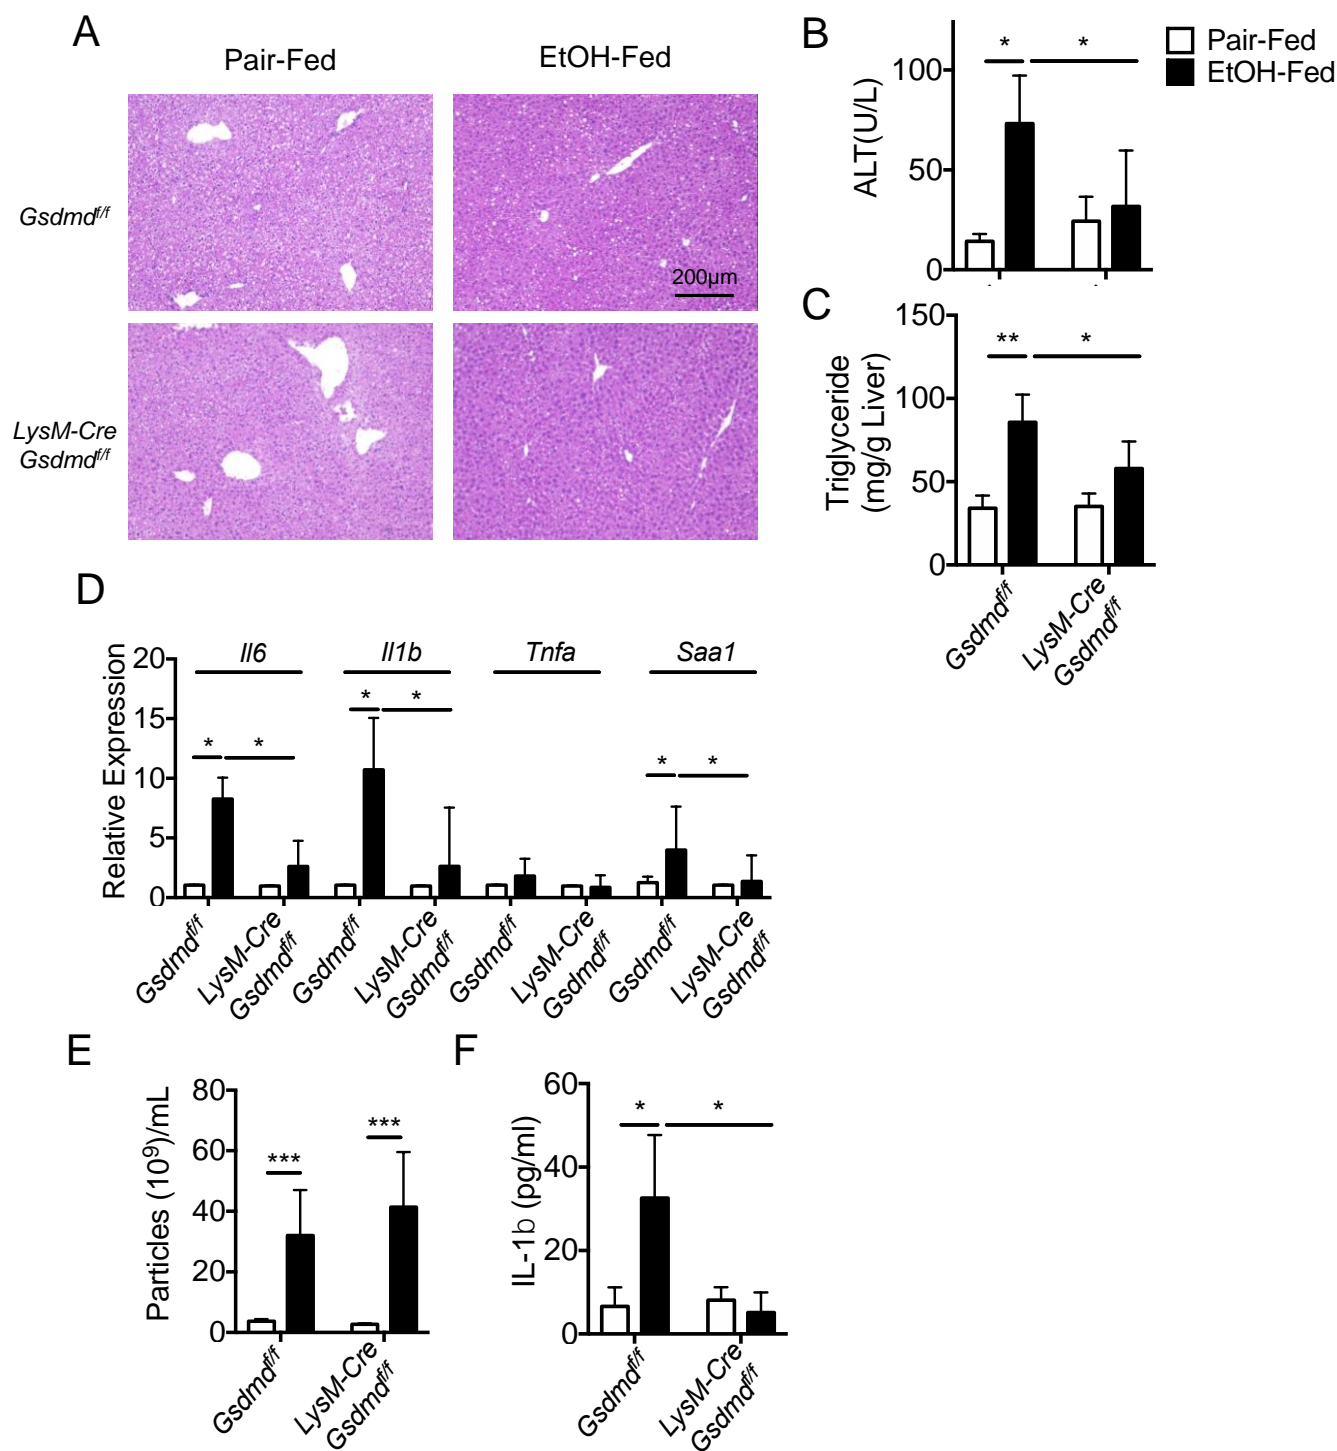 A
Pair-Fed
EtOH-Fed
Gsdmdf/f
200μm
LysM-Cre
Gsdmdf/f
B
* *
Pair-Fed
EtOH-Fed
ALT(U/L)
100
50
0
C
** *
Triglyceride
(mg/g Liver)
150
100
50
0
Gsdmdf/f
LysM-Cre
Gsdmdf/f
D
Il6 Il1b Tnfa Saa1
* * * * * *
Relative Expression
20
15
10
5
0
Gsdmdf/f
LysM-Cre
Gsdmdf/f
Gsdmdf/f
LysM-Cre
Gsdmdf/f
Gsdmdf/f
LysM-Cre
Gsdmdf/f
Gsdmdf/f
LysM-Cre
Gsdmdf/f
E
*** ***
Particles (10⁹)/mL
80
60
40
20
0
Gsdmdf/f
LysM-Cre
Gsdmdf/f
F
* *
IL-1b (pg/ml)
60
40
20
0
Gsdmdf/f
LysM-Cre
Gsdmdf/f